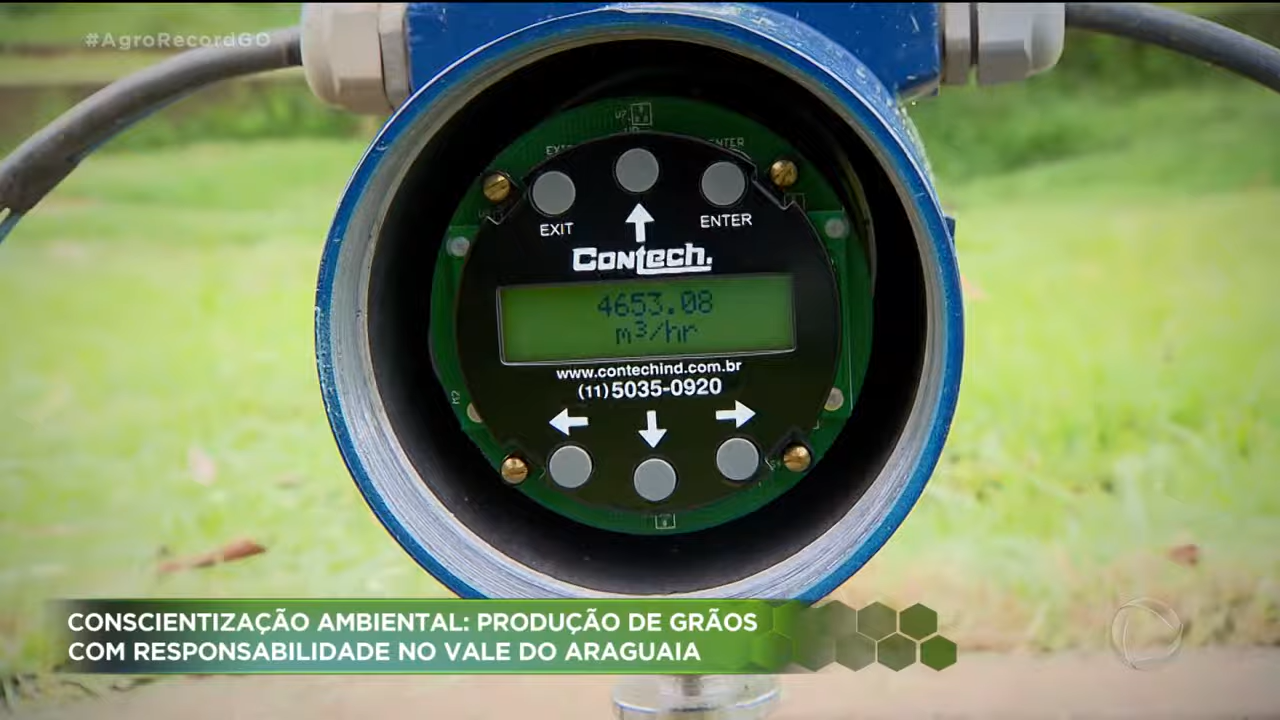 #AgroRecordGO
EXIT
ENTER
Contech.
4653.08
m³/hr
www.contechind.com.br
(11) 5035-0920
CONSCIENTIZAÇÃO AMBIENTAL: PRODUÇÃO DE GRÃOS
COM RESPONSABILIDADE NO VALE DO ARAGUAIA